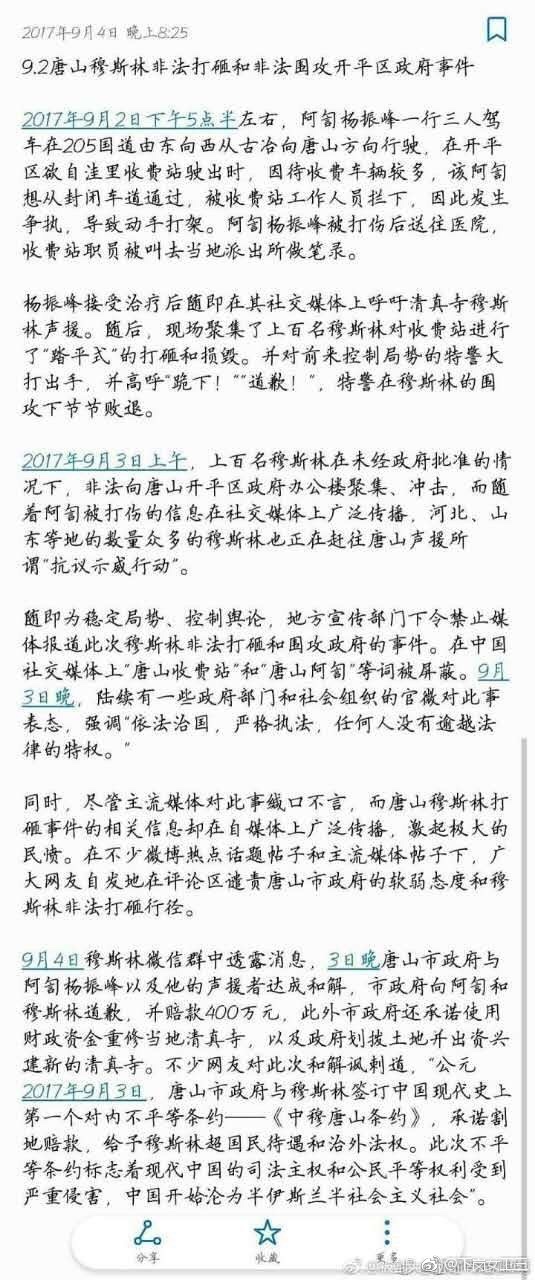 2017年9月4日 晚上8:25
9.2唐山穆斯林非法打砸和非法围攻开平区政府事件
2017年9月2日下午5点半左右，阿訇杨振峰一行三人驾
车在205国道由东向西从古冶向唐山方向行驶，在开平
区欲自洼里收费站驶出时，因待收费车辆较多，该阿訇
想从封闭车道通过，被收费站工作人员拦下，因此发生
争执，导致动手打架。阿訇杨振峰被打伤后送往医院，
收费站职员被叫去当地派出所做笔录。
杨振峰接受治疗后随即在其社交媒体上呼吁清真寺穆斯
林声援。随后，现场聚集了上百名穆斯林对收费站进行
了“踏平式”的打砸和损毁。并对前来控制局势的特警大
打出手，并高呼“跪下！”“道歉！”，特警在穆斯林的围
攻下节节败退。
2017年9月3日上午，上百名穆斯林在未经政府批准的情
况下，非法向唐山开平区政府办公楼聚集、冲击，而随
着阿訇被打伤的信息在社交媒体上广泛传播，河北、山
东等地的数量众多的穆斯林也正在赶往唐山声援所
谓“抗议示威行动”。
随即为稳定局势、控制舆论，地方宣传部门下令禁止媒
体报道此次穆斯林非法打砸和围攻政府的事件。在中国
社交媒体上“唐山收费站”和“唐山阿訇”等词被屏蔽。9月
3日晚，陆续有一些政府部门和社会组织的官微对此事
表态，强调“依法治国，严格执法，任何人没有逾越法
律的特权。”
同时，尽管主流媒体对此事缄口不言，而唐山穆斯林打
砸事件的相关信息却在自媒体上广泛传播，激起极大的
民愤。在不少微博热点话题帖子和主流媒体帖子下，广
大网友自发地在评论区谴责唐山市政府的软弱态度和穆
斯林非法打砸行径。
9月4日穆斯林微信群中透露消息，3日晚唐山市政府与
阿訇杨振峰以及他的声援者达成和解，市政府向阿訇和
穆斯林道歉，并赔款400万元，此外市政府还承诺使用
财政资金重修当地清真寺，以及政府划拨土地并出资兴
建新的清真寺。不少网友对此次和解讽刺道，“公元
2017年9月3日，唐山市政府与穆斯林签订中国现代史上
第一个对内不平等条约——《中穆唐山条约》，承诺割
地赔款，给予穆斯林超国民待遇和治外法权。此次不平
等条约标志着现代中国的司法主权和公民平等权利受到
严重侵害，中国开始沦为半伊斯兰半社会主义社会”。
分享 收藏 更多